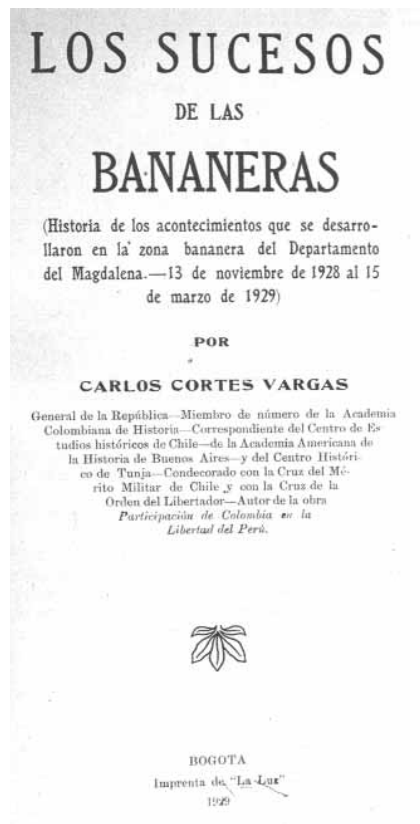 LOS SUCESOS
DE LAS
BANANERAS
(Historia de los acontecimientos que se desarro-
llaron en la zona bananera del Departamento
del Magdalena.—13 de noviembre de 1928 al 15
de marzo de 1929)
POR
CARLOS CORTES VARGAS
General de la República—Miembro de número de la Academia
Colombiana de Historia—Correspondiente del Centro de Es
tudios históricos de Chile—de la Academia Americana de
la Historia de Buenos Aires—y del Centro Históri-
co de Tunja—Condecorado con la Cruz del Mé-
rito Militar de Chile y con la Cruz de la
Orden del Libertador—Autor de la obra
Participación de Colombia en la
Libertad del Perú.
BOGOTA
Imprenta de "La Luz"
1929